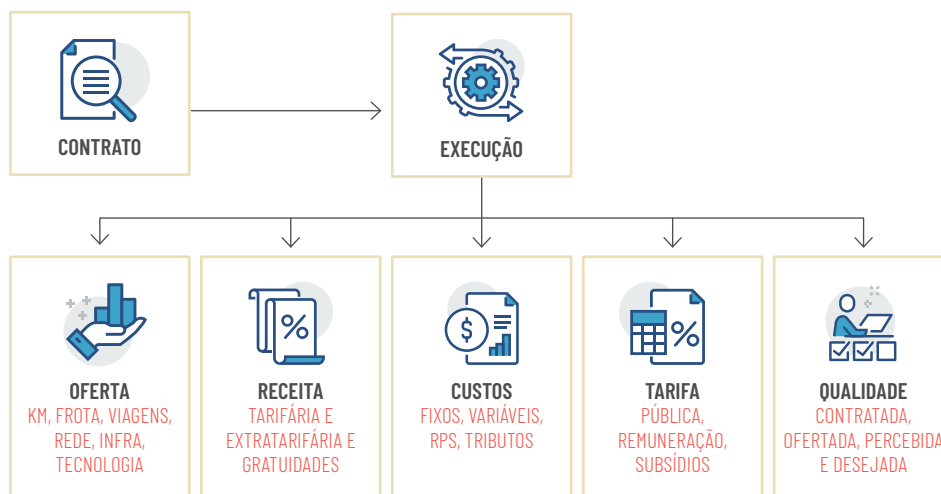 CONTRATO
EXECUÇÃO
OFERTA
KM, FROTA, VIAGENS,
REDE, INFRA,
TECNOLOGIA
RECEITA
TARIFÁRIA E
EXTRATARIFÁRIA E
GRATUIDADES
CUSTOS
FIXOS, VARIÁVEIS,
RPS, TRIBUTOS
TARIFA
PÚBLICA,
REMUNERAÇÃO,
SUBSÍDIOS
QUALIDADE
CONTRATADA,
OFERTADA, PERCEBIDA
E DESEJADA